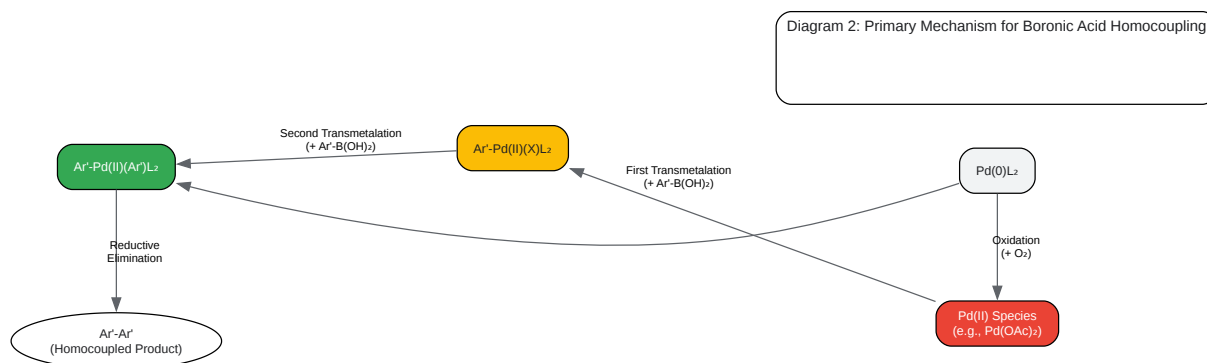 Diagram 2: Primary Mechanism for Boronic Acid Homocoupling
Second Transmetalation
(+ Ar'-B(OH)₂)
Ar'-Pd(II)(X)L₂
Ar'-Pd(II)(Ar')L₂
First Transmetalation
(+ Ar'-B(OH)₂)
Pd(0)L₂
Reductive
Elimination
Oxidation
(+ O₂)
Ar'-Ar'
(Homocoupled Product)
Pd(II) Species
(e.g., Pd(OAc)₂)